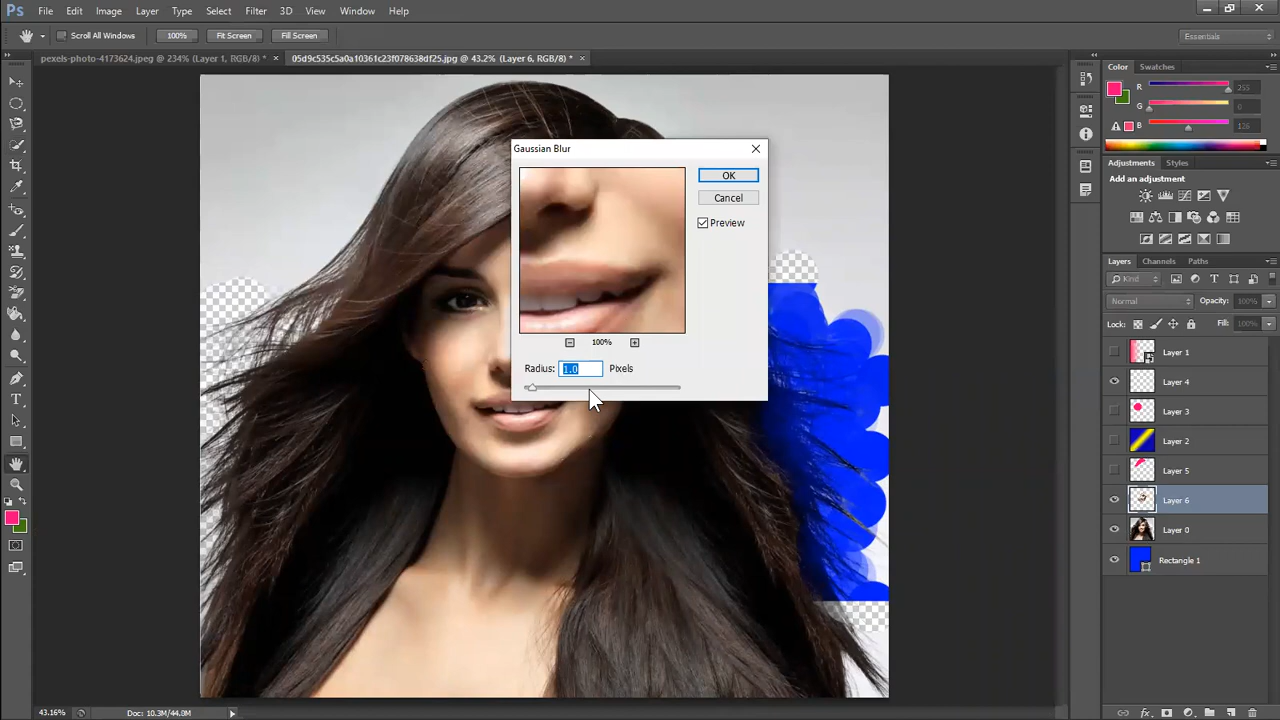 Ps File Edit Image Layer Type Select Filter 3D View Window Help
Scroll All Windows 100% Fit Screen Fill Screen Essentials
pexels-photo-4173624.jpeg @ 234% (Layer 1, RGB/8) * × 05d9c535c5a0a10361c23f078638df25.jpg @ 43.2% (Layer 6, RGB/8) * ×
Color Swatches
R 255
G 0
B 126
Gaussian Blur
OK
Cancel
Preview
100%
Radius: 1.0 Pixels
Adjustments Styles
Add an adjustment
Layers Channels Paths
Kind
Normal Opacity: 100%
Lock: Fill: 100%
Layer 1
Layer 4
Layer 3
Layer 2
Layer 5
Layer 6
Layer 0
Rectangle 1
43.16% Doc: 10.3M/44.8M